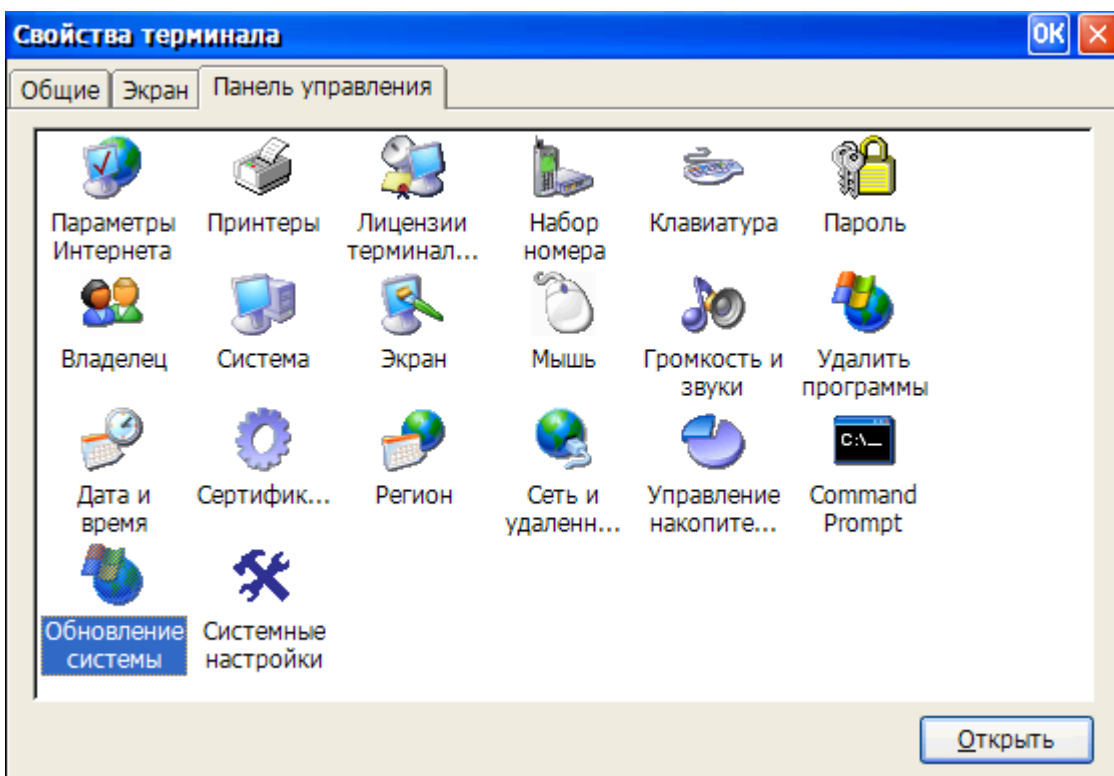 Свойства терминала OK
Общие Экран Панель управления
Параметры Интернета
Принтеры
Лицензии терминал...
Набор номера
Клавиатура
Пароль
Владелец
Система
Экран
Мышь
Громкость и звуки
Удалить программы
Дата и время
Сертифик...
Регион
Сеть и удаленн...
Управление накопите...
C:\_
Command Prompt
Обновление системы
Системные настройки
Открыть